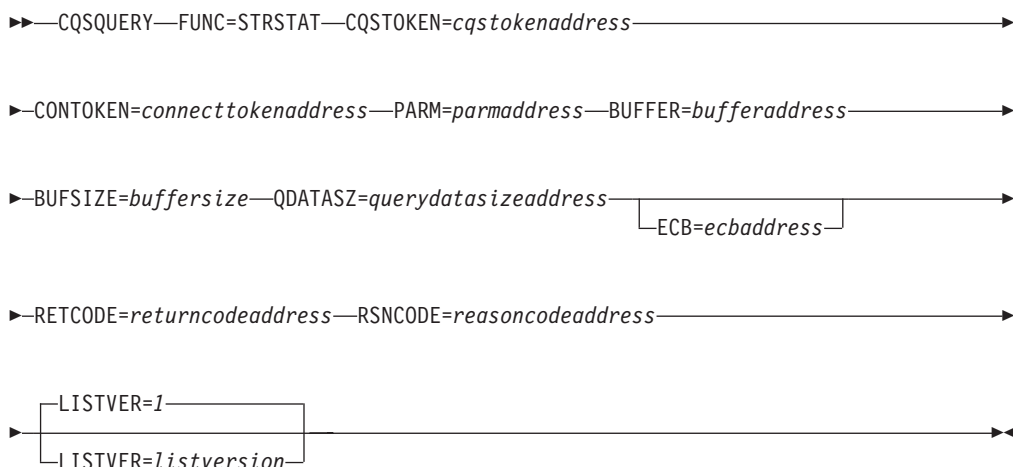 CQSQUERY FUNC=STRSTAT CQSTOKEN=cqstokenaddress
CONTOKEN=connecttokenaddress PARM=parmaddress BUFFER=bufferaddress
BUFSIZE=buffersize QDATASZ=querydatasizeaddress
ECB=ecbaddress
RETCODE=returncodeaddress RSNCODE=reasoncodeaddress
LISTVER=1
LISTVER=listversion